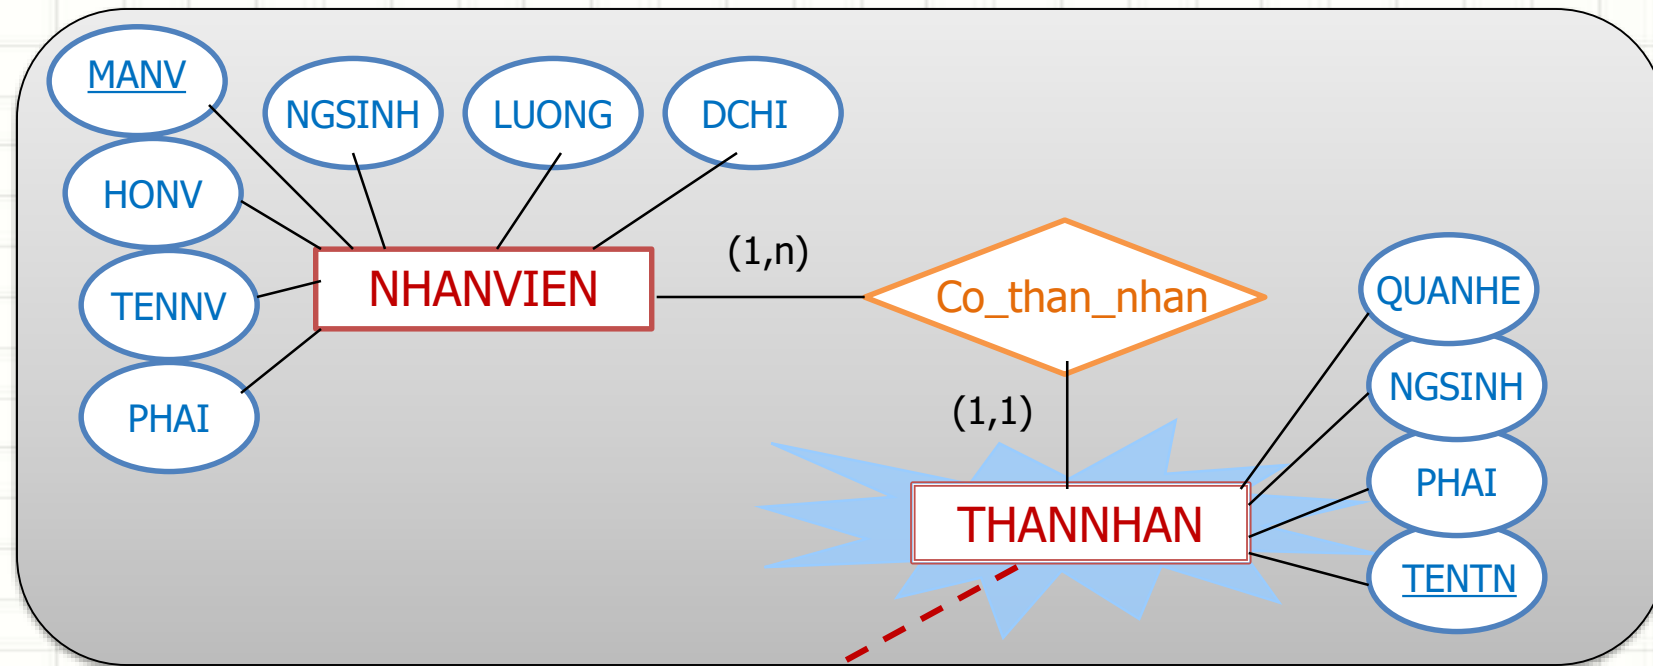 MANV
NGSINH
LUONG
DCHI
HONV
TENNV
PHAI
NHANVIEN
(1,n)
Co_than_nhan
(1,1)
THANNHAN
QUANHE
NGSINH
PHAI
TENTN